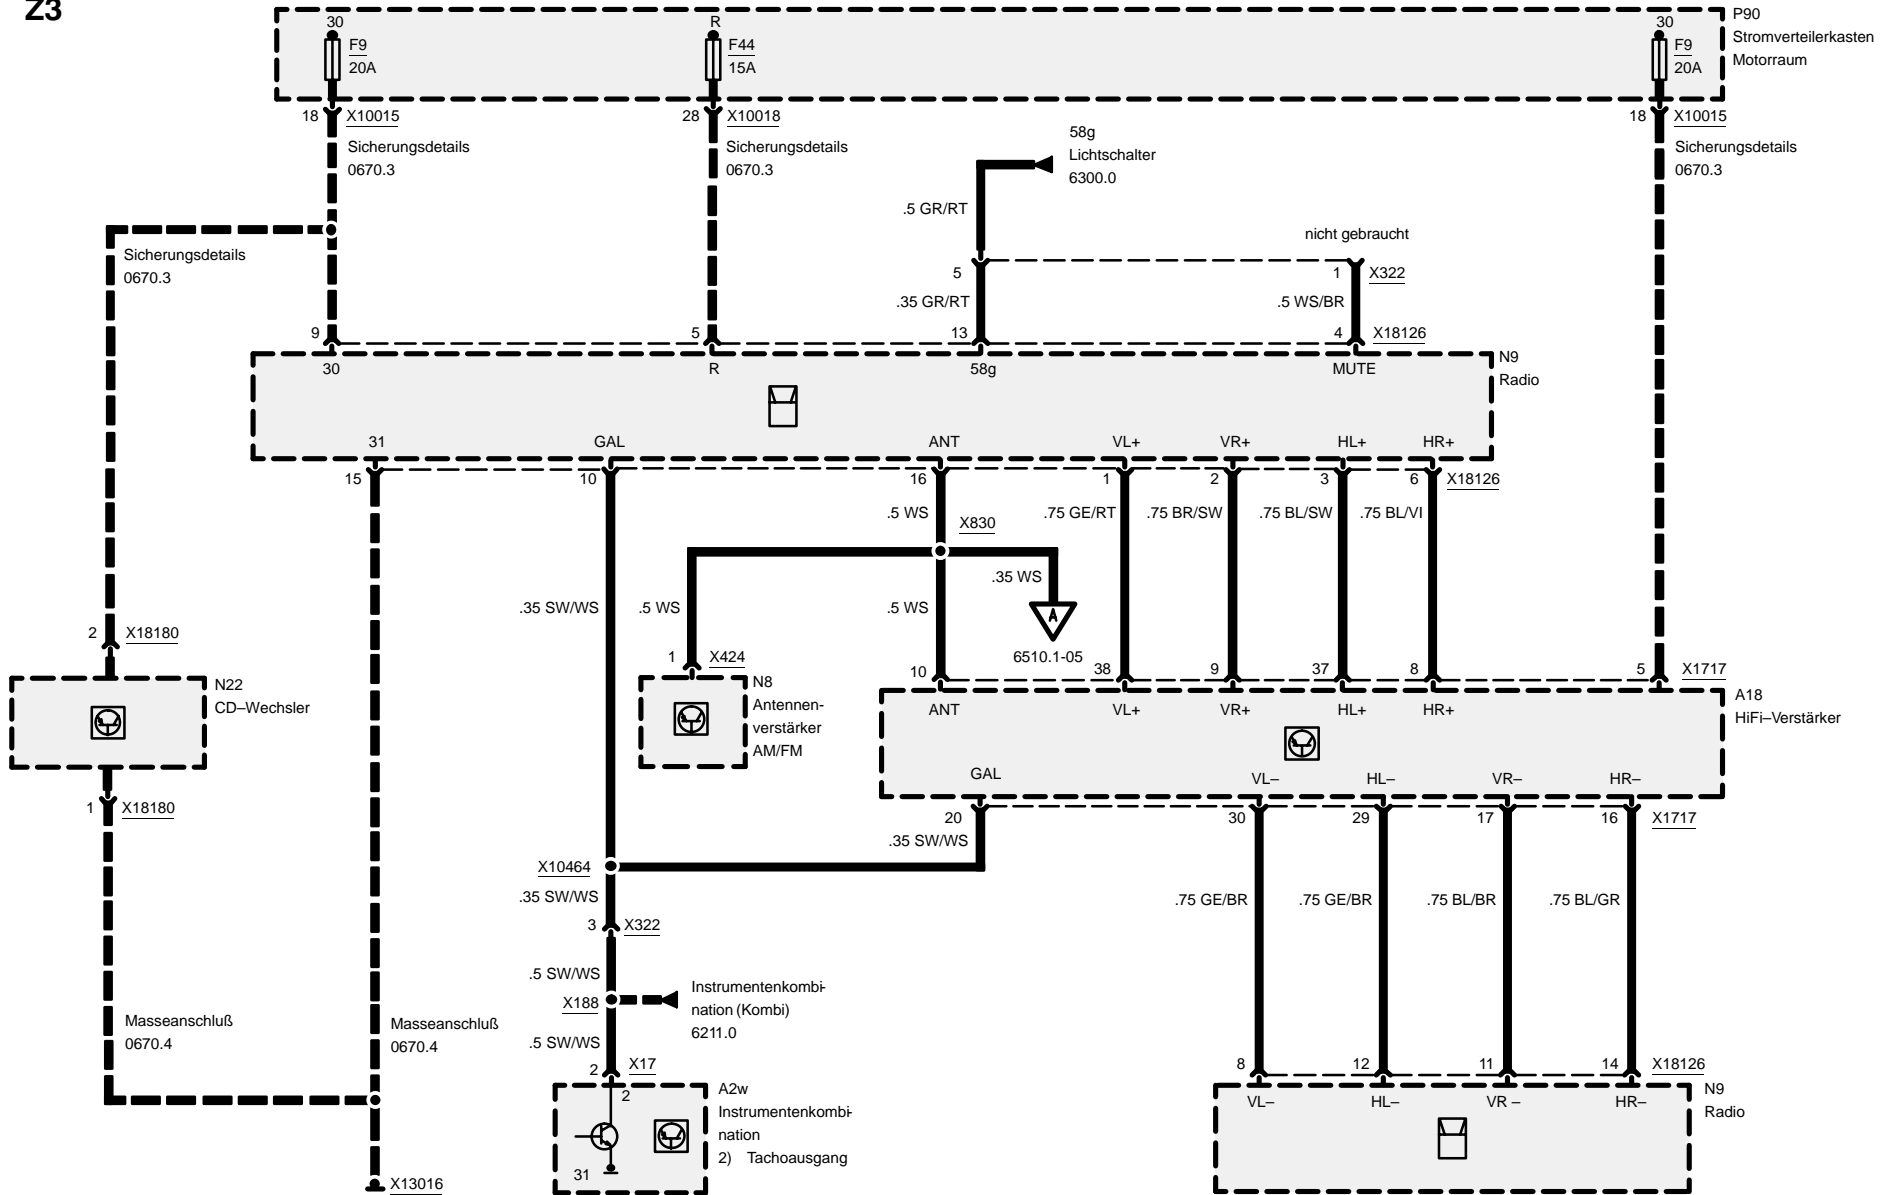 Z3
30
R
30
P90
Stromverteilerkasten
Motorraum
F9
20A
F44
15A
F9
20A
18
X10015
28
X10018
18
X10015
Sicherungsdetails
0670.3
Sicherungsdetails
0670.3
58g
Lichtschalter
6300.0
Sicherungsdetails
0670.3
.5 GR/RT
nicht gebraucht
Sicherungsdetails
0670.3
5
1
X322
.35 GR/RT
.5 WS/BR
9
5
13
4
X18126
N9
Radio
30
R
58g
MUTE
31
GAL
ANT
VL+
VR+
HL+
HR+
15
10
16
1
2
3
6
X18126
.5 WS
.75 GE/RT
.75 BR/SW
.75 BL/SW
.75 BL/VI
X830
.35 WS
.35 SW/WS
.5 WS
.5 WS
A
6510.1-05
2
X18180
1
X424
10
38
9
37
8
5
X1717
N22
CD–Wechsler
N8
Antennen-
verstärker
AM/FM
A18
HiFi–Verstärker
ANT
VL+
VR+
HL+
HR+
GAL
VL–
HL–
VR–
HR–
1
X18180
20
30
29
17
16
X1717
.35 SW/WS
X10464
.35 SW/WS
.75 GE/BR
.75 GE/BR
.75 BL/BR
.75 BL/GR
3
X322
.5 SW/WS
X188
Instrumentenkombi-
nation (Kombi)
6211.0
Masseanschluß
0670.4
Masseanschluß
0670.4
.5 SW/WS
2
X17
8
12
11
14
X18126
A2w
Instrumentenkombi-
nation
2) Tachoausgang
2
31
N9
Radio
VL–
HL–
VR –
HR–
X13016